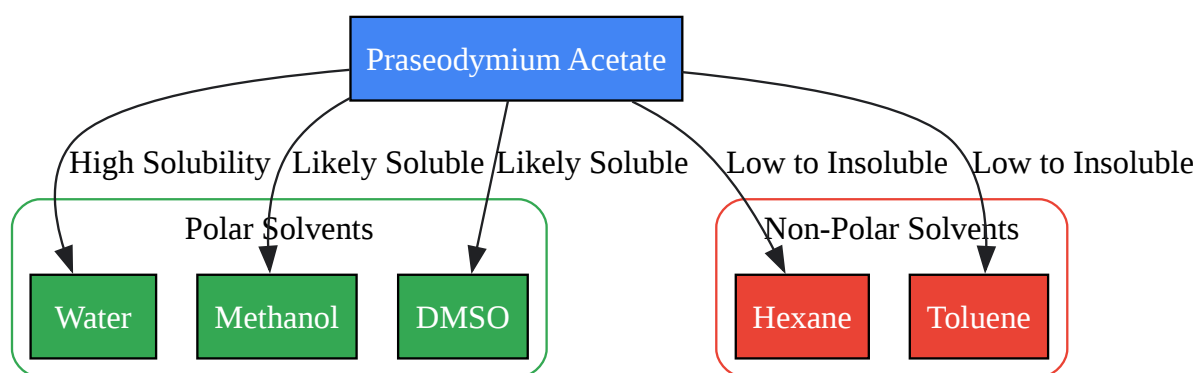 Praseodymium Acetate
High Solubility
Likely Soluble
Likely Soluble
Low to Insoluble
Low to Insoluble
Polar Solvents
Non-Polar Solvents
Water
Methanol
DMSO
Hexane
Toluene